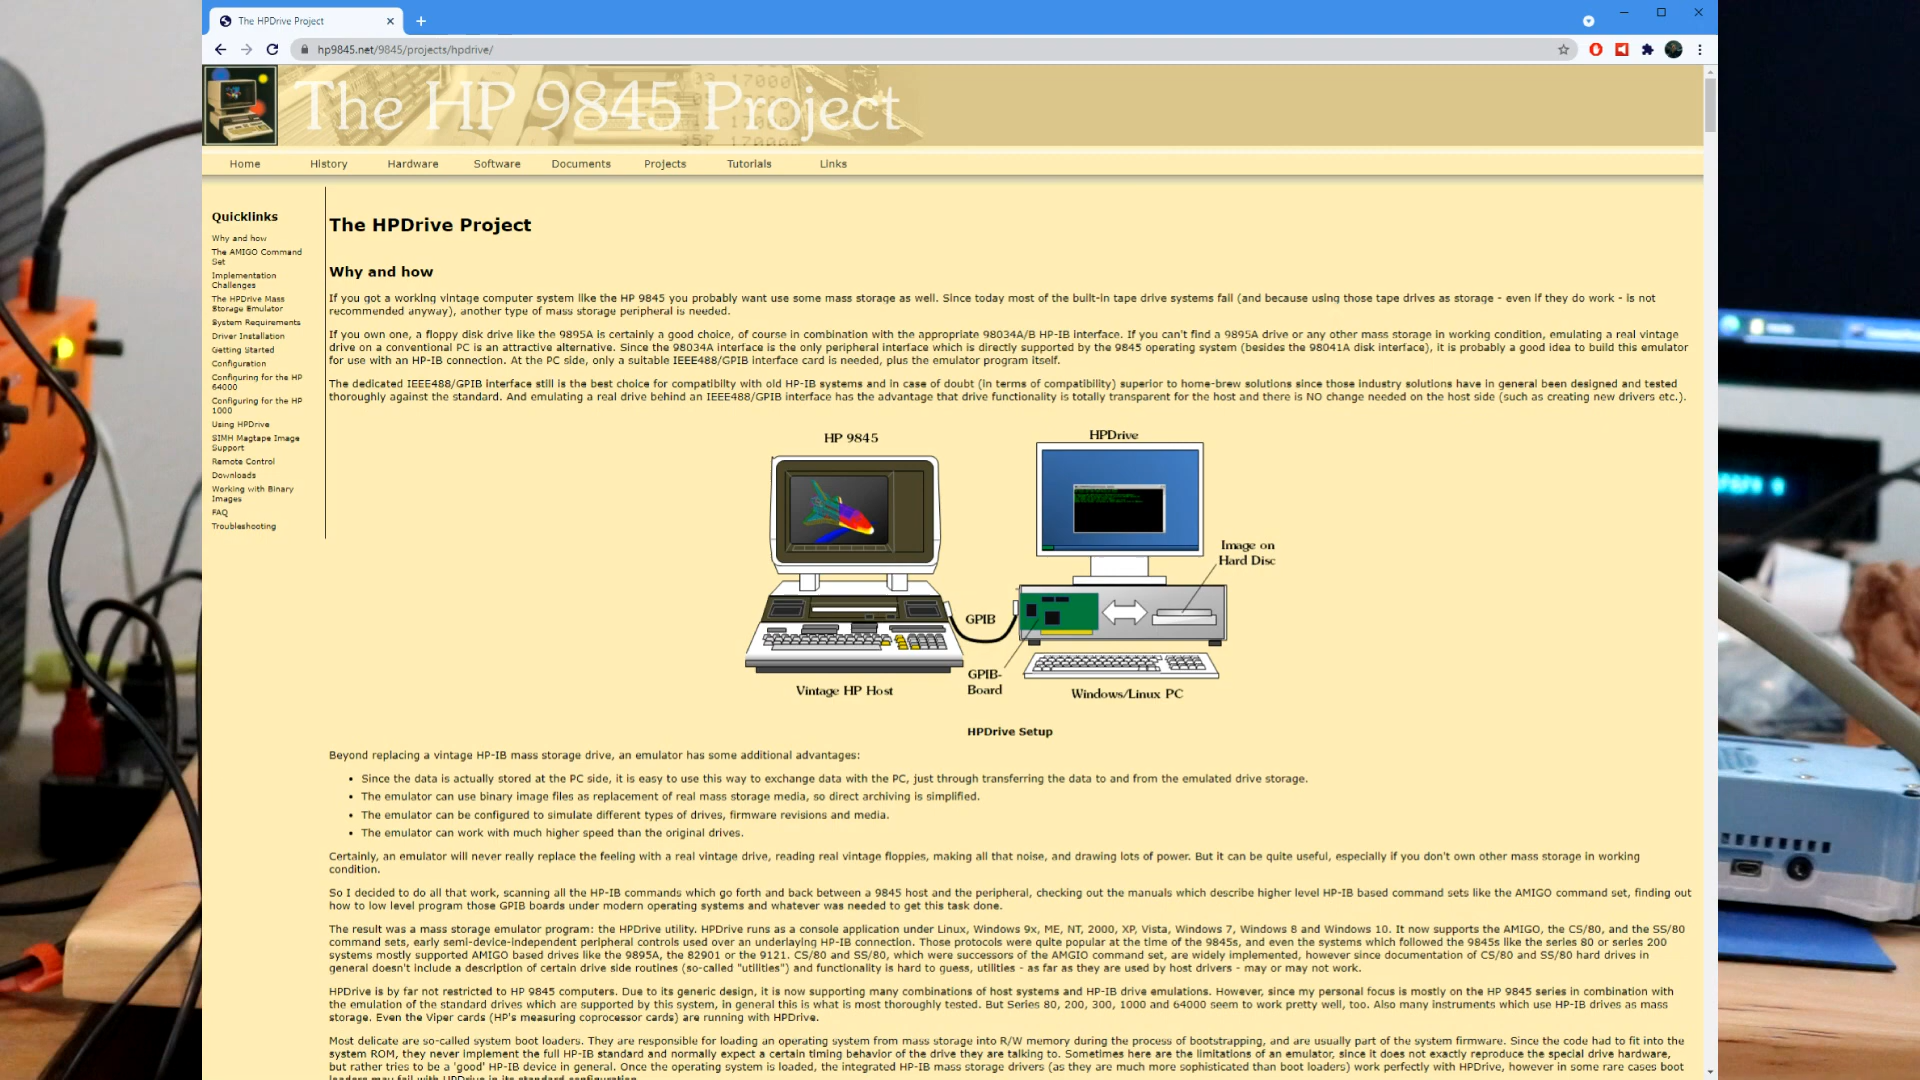 The HPDrive Project
hp9845.net/9845/projects/hpdrive/
The HP 9845 Project
Home History Hardware Software Documents Projects Tutorials Links
Quicklinks
Why and how
The AMIGO Command
Set
Implementation
Challenges
The HPDrive Mass
Storage Emulator
System Requirements
Driver Installation
Getting Started
Configuration
Configuring for the HP
64000
Configuring for the HP
1000
Using HPDrive
SIMH Magtape Image
Support
Remote Control
Downloads
Working with Binary
Images
FAQ
Troubleshooting
The HPDrive Project
Why and how
If you got a working vintage computer system like the HP 9845 you probably want use some mass storage as well. Since today most of the built-in tape drive systems fail (and because using those tape drives as storage - even if they do work - is not
recommended anyway), another type of mass storage peripheral is needed.
If you own one, a floppy disk drive like the 9895A is certainly a good choice, of course in combination with the appropriate 98034A/B HP-IB interface. If you can't find a 9895A drive or any other mass storage in working condition, emulating a real vintage
drive on a conventional PC is an attractive alternative. Since the 98034A interface is the only peripheral interface which is directly supported by the 9845 operating system (besides the 98041A disk interface), it is probably a good idea to build this emulator
for use with an HP-IB connection. At the PC side, only a suitable IEEE488/GPIB interface card is needed, plus the emulator program itself.
The dedicated IEEE488/GPIB interface still is the best choice for compatibilty with old HP-IB systems and in case of doubt (in terms of compatibility) superior to home-brew solutions since those industry solutions have in general been designed and tested
thoroughly against the standard. And emulating a real drive behind an IEEE488/GPIB interface has the advantage that drive functionality is totally transparent for the host and there is NO change needed on the host side (such as creating new drivers etc.).
HP 9845
HPDrive
Image on
Hard Disc
GPIB
GPIB-
Board
Vintage HP Host
Windows/Linux PC
HPDrive Setup
Beyond replacing a vintage HP-IB mass storage drive, an emulator has some additional advantages:
• Since the data is actually stored at the PC side, it is easy to use this way to exchange data with the PC, just through transferring the data to and from the emulated drive storage.
• The emulator can use binary image files as replacement of real mass storage media, so direct archiving is simplified.
• The emulator can be configured to simulate different types of drives, firmware revisions and media.
• The emulator can work with much higher speed than the original drives.
Certainly, an emulator will never really replace the feeling with a real vintage drive, reading real vintage floppies, making all that noise, and drawing lots of power. But it can be quite useful, especially if you don't own other mass storage in working
condition.
So I decided to do all that work, scanning all the HP-IB commands which go forth and back between a 9845 host and the peripheral, checking out the manuals which describe higher level HP-IB based command sets like the AMIGO command set, finding out
how to low level program those GPIB boards under modern operating systems and whatever was needed to get this task done.
The result was a mass storage emulator program: the HPDrive utility. HPDrive runs as a console application under Linux, Windows 9x, ME, NT, 2000, XP, Vista, Windows 7, Windows 8 and Windows 10. It now supports the AMIGO, the CS/80, and the SS/80
command sets, early semi-device-independent peripheral controls used over an underlaying HP-IB connection. Those protocols were quite popular at the time of the 9845s, and even the systems which followed the 9845s like the series 80 or series 200
systems mostly supported AMIGO based drives like the 9895A, the 82901 or the 9121. CS/80 and SS/80, which were successors of the AMGIO command set, are widely implemented, however since documentation of CS/80 and SS/80 hard drives in
general doesn't include a description of certain drive side routines (so-called "utilities") and functionality is hard to guess, utilities - as far as they are used by host drivers - may or may not work.
HPDrive is by far not restricted to HP 9845 computers. Due to its generic design, it is now supporting many combinations of host systems and HP-IB drive emulations. However, since my personal focus is mostly on the HP 9845 series in combination with
the emulation of the standard drives which are supported by this system, in general this is what is most thoroughly tested. But Series 80, 200, 300, 1000 and 64000 seem to work pretty well, too. Also many instruments which use HP-IB drives as mass
storage. Even the Viper cards (HP's measuring coprocessor cards) are running with HPDrive.
Most delicate are so-called system boot loaders. They are responsible for loading an operating system from mass storage into R/W memory during the process of bootstrapping, and are usually part of the system firmware. Since the code had to fit into the
system ROM, they never implement the full HP-IB standard and normally expect a certain timing behavior of the drive they are talking to. Sometimes here are the limitations of an emulator, since it does not exactly reproduce the special drive hardware,
but rather tries to be a 'good' HP-IB device in general. Once the operating system is loaded, the integrated HP-IB mass storage drivers (as they are much more sophisticated than boot loaders) work perfectly with HPDrive, however in some rare cases boot
loaders may fail with HPDrive in its standard configuration.